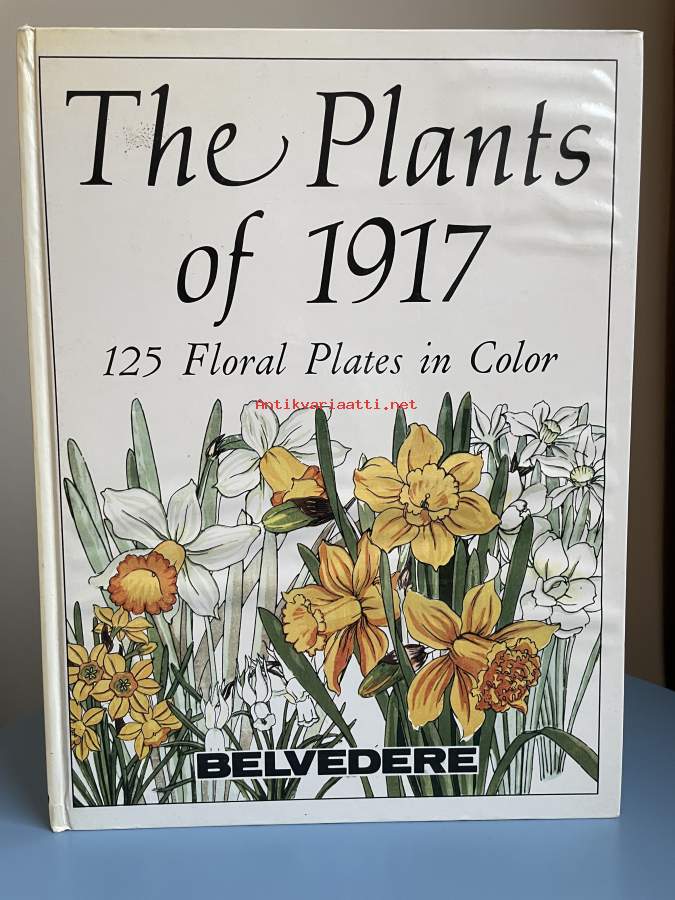 The Plants
of 1917
125 Floral Plates in Color
Antikvariaatti.net
BELVEDERE